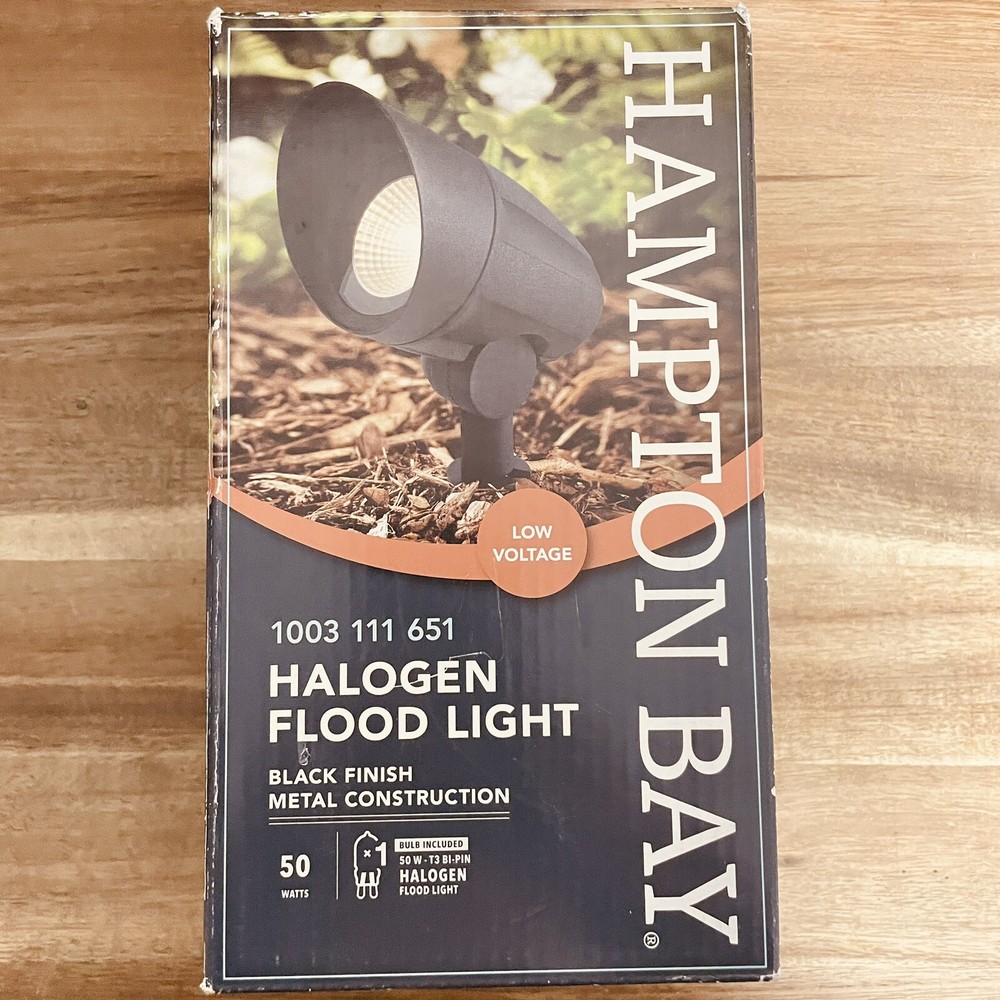 HAMPTON BAY®
LOW
VOLTAGE
1003 111 651
HALOGEN
FLOOD LIGHT
BLACK FINISH
METAL CONSTRUCTION
50
WATTS
×1
BULB INCLUDED
50 W - T3 BI-PIN
HALOGEN
FLOOD LIGHT